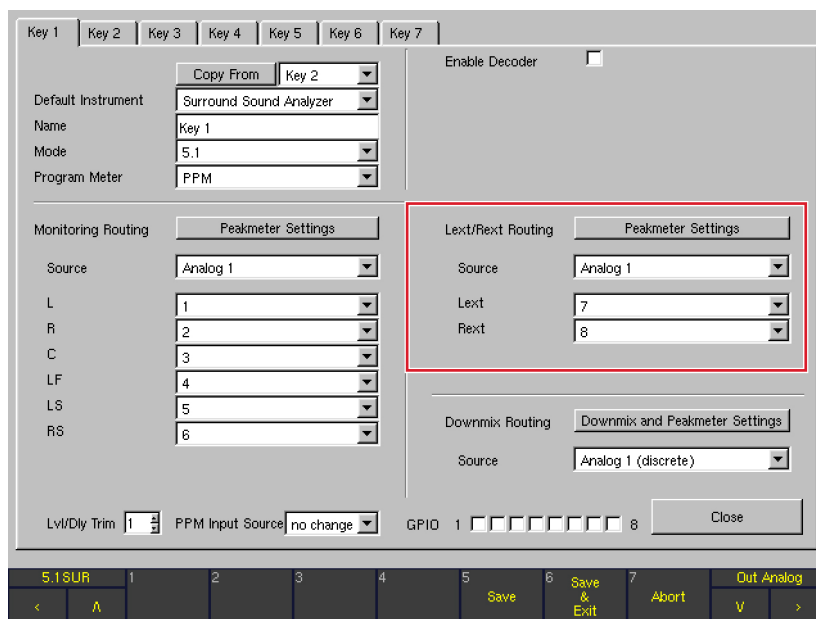 Key 1 Key 2 Key 3 Key 4 Key 5 Key 6 Key 7
Copy From Key 2
Default Instrument Surround Sound Analyzer
Name Key 1
Mode 5.1
Program Meter PPM
Enable Decoder
Monitoring Routing Peakmeter Settings
Source Analog 1
L 1
R 2
C 3
LF 4
LS 5
RS 6
Lext/Rext Routing Peakmeter Settings
Source Analog 1
Lext 7
Rext 8
Downmix Routing Downmix and Peakmeter Settings
Source Analog 1 (discrete)
Lvl/Dly Trim 1 PPM Input Source no change GPIO 1 8 Close
5.1SUR 1 2 3 4 5 Save 6 Save & Exit 7 Abort Out Analog
< Λ V >